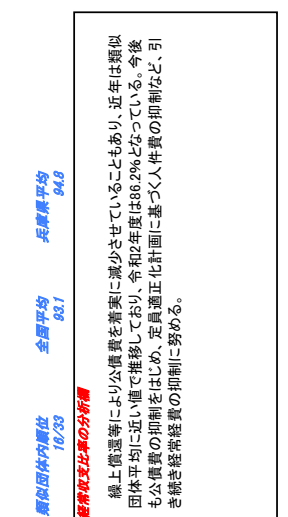 類似団体内順位 全国平均 兵庫県平均
16/33 93.1 94.8
経常収支比率の分析欄
繰上償還等により公債費を着実に減少させていることもあり、近年は類似
団体平均に近い値で推移しており、令和2年度は86.2%となっている。今後
も公債費の抑制をはじめ、定員適正化計画に基づく人件費の抑制など、引
き続き経常経費の抑制に努める。